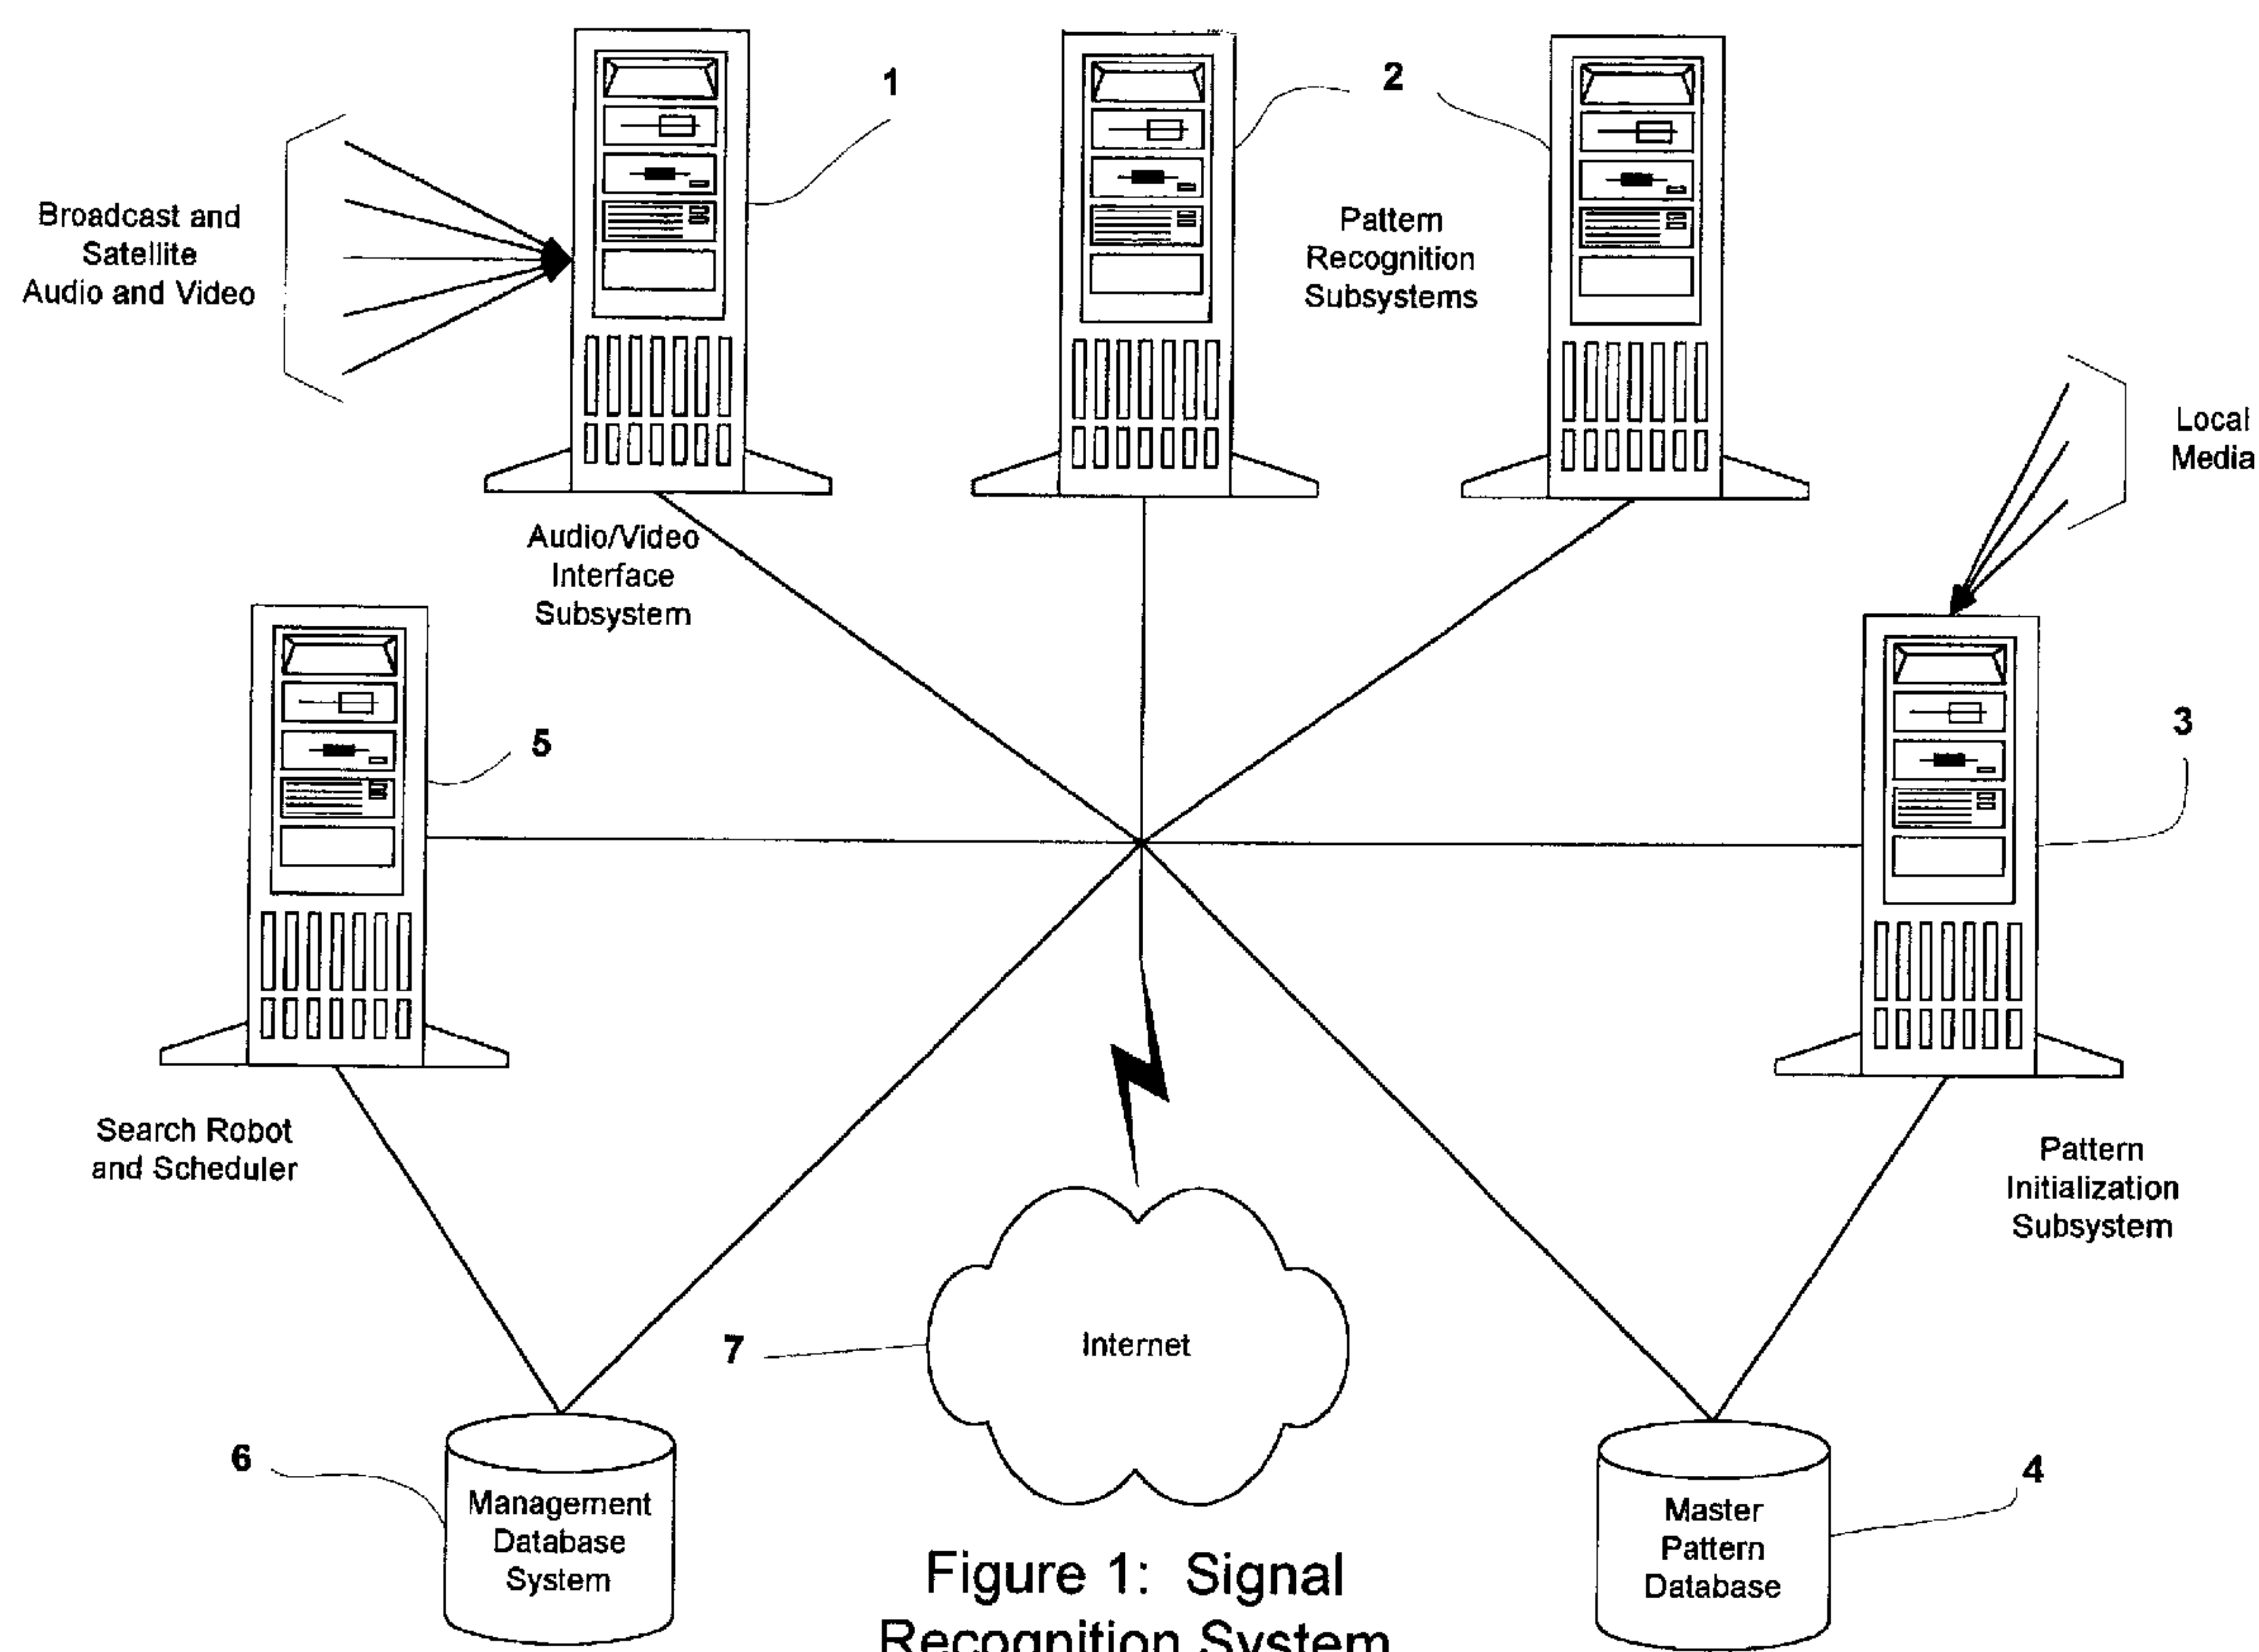 1
2
Broadcast and
Satellite
Audio and Video
Pattern
Recognition
Subsystems
Local
Media
Audio/Video
Interface
Subsystem
5
3
Search Robot
and Scheduler
Pattern
Initialization
Subsystem
7
Internet
6
Management
Database
System
4
Master
Pattern
Database
Figure 1: Signal
Recognition System